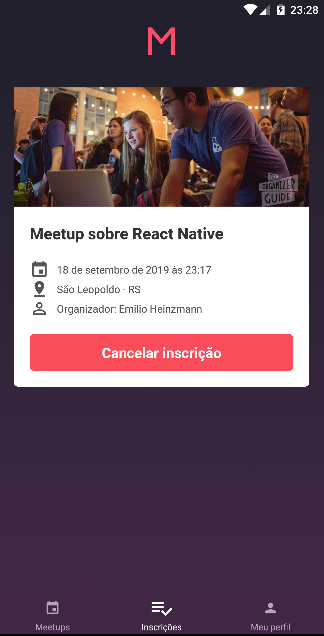 23:28
M
THE
ORGANIZER
GUIDE
Meetup sobre React Native
18 de setembro de 2019 às 23:17
São Leopoldo - RS
Organizador: Emilio Heinzmann
Cancelar inscrição
Meetups
Inscrições
Meu perfil